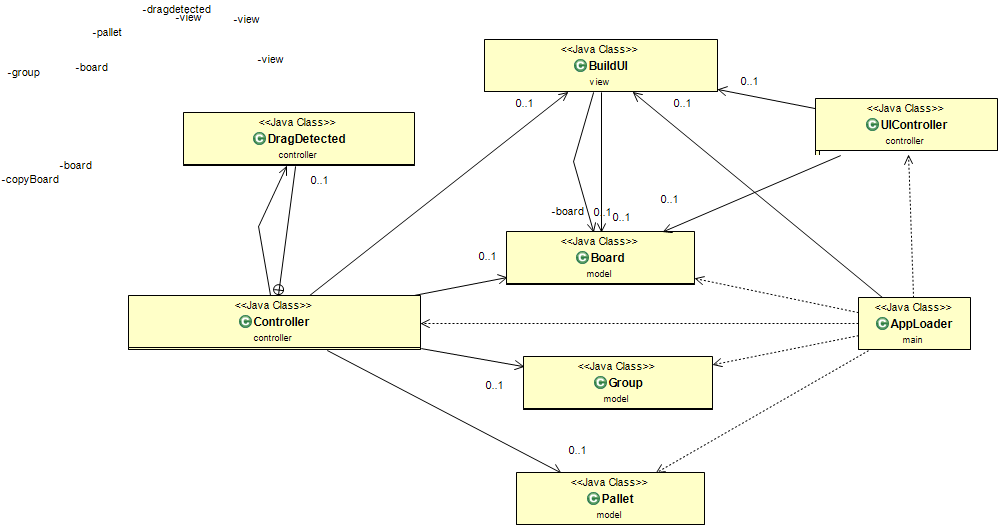 -dragdetected
-view
-view
-pallet
-view
-group
-board
-board
-copyBoard
<<Java Class>>
BuildUI
view
0..1
0..1
0..1
<<Java Class>>
UIController
controller
<<Java Class>>
DragDetected
controller
0..1
0..1
-board
0..1
0..1
0..1
<<Java Class>>
Board
model
<<Java Class>>
Controller
controller
<<Java Class>>
AppLoader
main
<<Java Class>>
Group
model
0..1
0..1
<<Java Class>>
Pallet
model